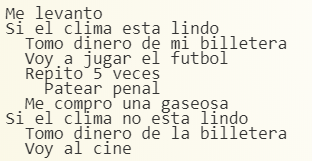 Me levanto
Si el clima esta lindo
  Tomo dinero de mi billetera
  Voy a jugar el futbol
  Repito 5 veces
    Patear penal
  Me compro una gaseosa
Si el clima no esta lindo
  Tomo dinero de la billetera
  Voy al cine